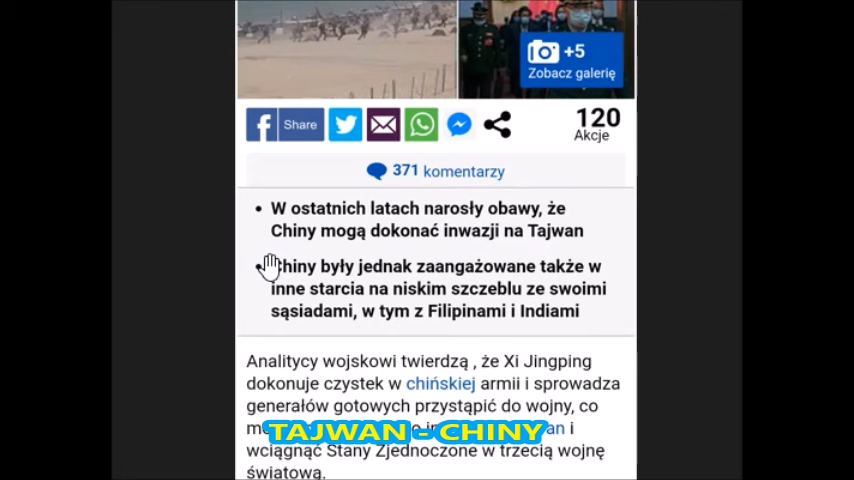 +5
Zobacz galerię
Share
120
Akcje
371 komentarzy
• W ostatnich latach narosły obawy, że
Chiny mogą dokonać inwazji na Tajwan
• Chiny były jednak zaangażowane także w
inne starcia na niskim szczeblu ze swoimi
sąsiadami, w tym z Filipinami i Indiami
Analitycy wojskowi twierdzą , że Xi Jingping
dokonuje czystek w chińskiej armii i sprowadza
generałów gotowych przystąpić do wojny, co
i
TAJWAN - CHINY
wciągnąć Stany Zjednoczone w trzecią wojnę
światową.